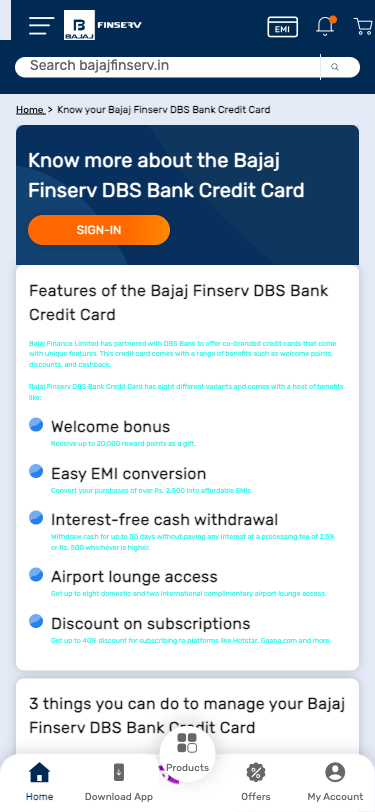 B
BAJAJ
FINSERV
EMI
Search bajajfinserv.in
Home > Know your Bajaj Finserv DBS Bank Credit Card
Know more about the Bajaj
Finserv DBS Bank Credit Card
SIGN-IN
Features of the Bajaj Finserv DBS Bank
Credit Card
Bajaj Finance Limited has partnered with DBS Bank to offer co-branded credit cards that come
with unique features. This credit card comes with a range of benefits such as welcome points,
discounts, and cashback.
Bajaj Finserv DBS Bank Credit Card has eight different variants and comes with a host of benefits
like:
Welcome bonus
Receive up to 20,000 reward points as a gift.
Easy EMI conversion
Convert your purchases of over Rs. 2,500 into affordable EMIs.
Interest-free cash withdrawal
Withdraw cash for up to 50 days without paying any interest at a processing fee of 2.5%
or Rs. 500 whichever is higher.
Airport lounge access
Get up to eight domestic and two international complimentary airport lounge access.
Discount on subscriptions
Get up to 40% discount for subscribing to platforms like Hotstar, Gaana.com and more.
3 things you can do to manage your Bajaj
Finserv DBS Bank Credit Card
Home
Download App
Products
Offers
My Account